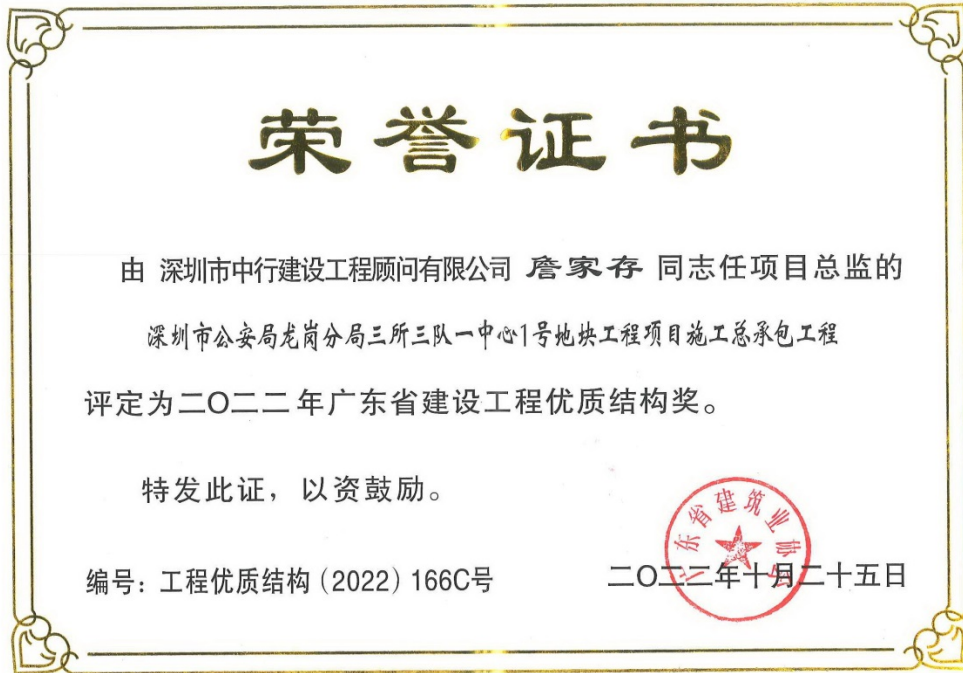 荣誉证书
由 深圳市中行建设工程顾问有限公司 詹家存 同志任项目总监的
深圳市公安局龙岗分局三所三队一中心1号地块工程项目施工总承包工程
评定为二〇二二年广东省建设工程优质结构奖。
特发此证，以资鼓励。
广东省建筑业协会
编号：工程优质结构（2022）166C号
二〇二二年十月二十五日